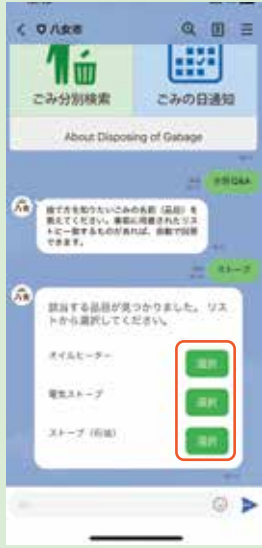 八女市
ごみ分別検索
ごみの日通知
About Disposing of Gabage
分別Q&A
捨て方を知りたいごみの名前（品目）を
教えてください。事前に用意されたリス
トに一致するものがあれば、自動で回答
できます。
ストーブ
該当する品目が見つかりました。リス
トから選択してください。
オイルヒーター
選択
電気ストーブ
選択
ストーブ（石油）
選択